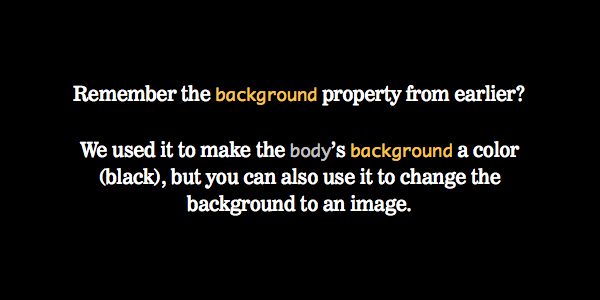 Remember the background property from earlier?
We used it to make the body’s background a color
(black), but you can also use it to change the
background to an image.